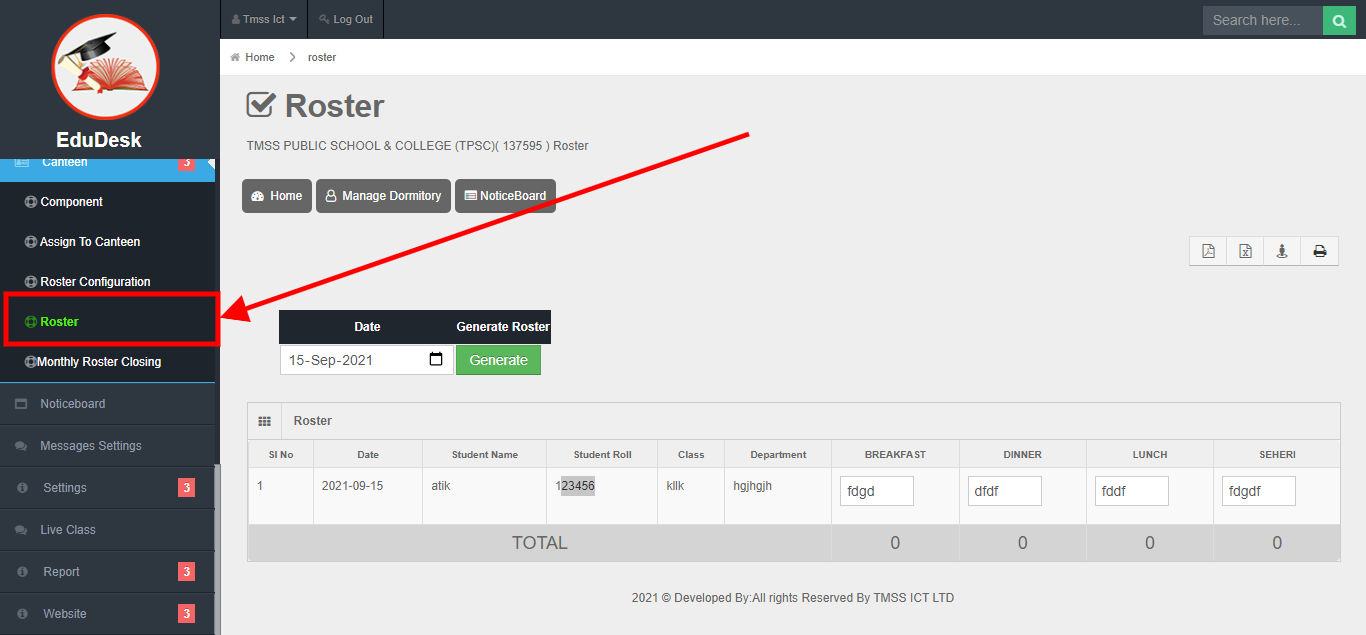 Tmss Ict
Log Out
Search here...
EduDesk
Home
roster
Roster
TMSS PUBLIC SCHOOL & COLLEGE (TPSC)( 137595 ) Roster
Home
Manage Dormitory
NoticeBoard
Canteen 3
Component
Assign To Canteen
Roster Configuration
Roster
Monthly Roster Closing
Noticeboard
Messages Settings
Settings 3
Live Class
Report 3
Website 3
Date Generate Roster
15-Sep-2021 Generate
Roster
SI No Date Student Name Student Roll Class Department BREAKFAST DINNER LUNCH SEHERI
1 2021-09-15 atik 123456 kllk hgjhgjh fdgd dfdf fddf fdgdf
TOTAL 0 0 0 0
2021 © Developed By:All rights Reserved By TMSS ICT LTD